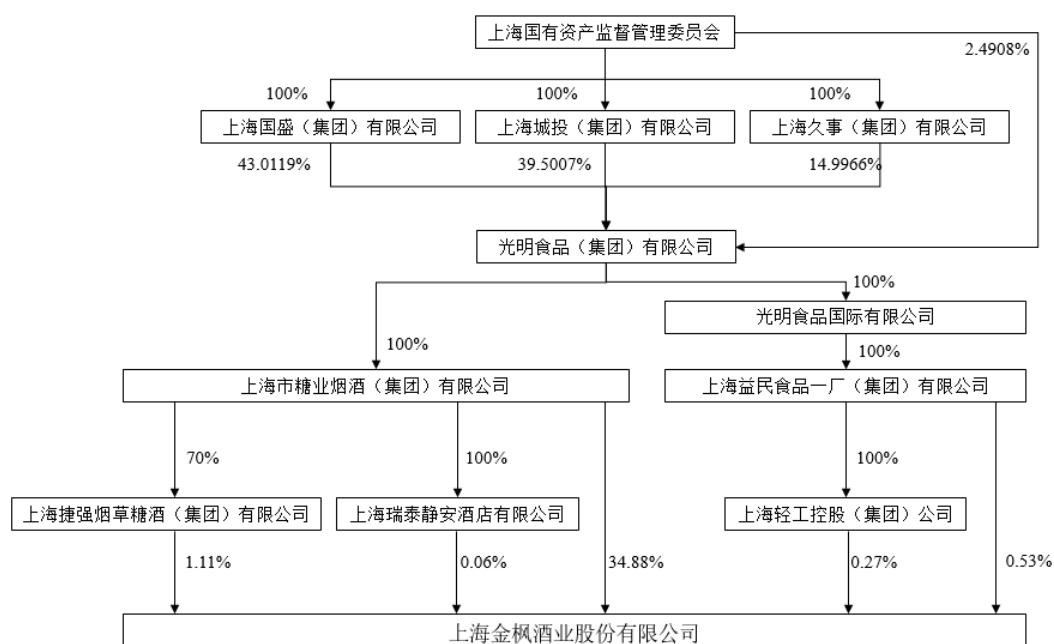 上海国有资产监督管理委员会
2.4908%
100%
100%
100%
上海国盛（集团）有限公司
上海城投（集团）有限公司
上海久事（集团）有限公司
43.0119%
39.5007%
14.9966%
光明食品（集团）有限公司
100%
光明食品国际有限公司
100%
100%
上海市糖业烟酒（集团）有限公司
上海益民食品一厂（集团）有限公司
70%
100%
100%
上海捷强烟草糖酒（集团）有限公司
上海瑞泰静安酒店有限公司
上海轻工控股（集团）公司
1.11%
0.06%
34.88%
0.27%
0.53%
上海金枫酒业股份有限公司